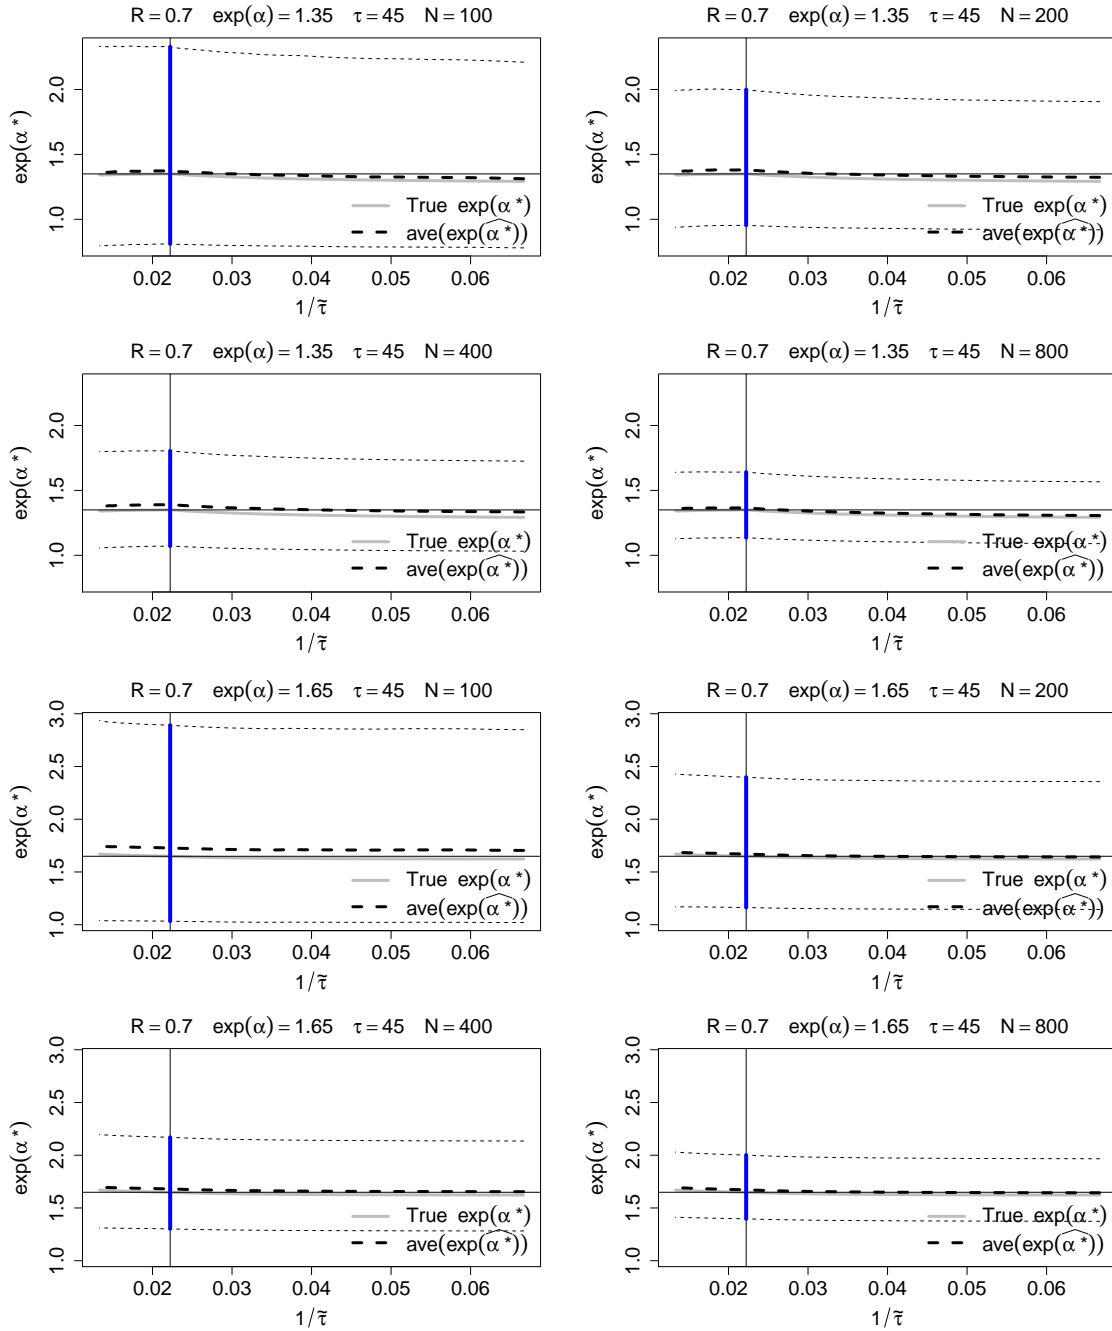 R = 0.7 exp(α) = 1.35 τ = 45 N = 100
exp(α*)
1.0 1.5 2.0
True exp(α*)
ave(exp(α̂*))
0.02 0.03 0.04 0.05 0.06
1/τ̃
R = 0.7 exp(α) = 1.35 τ = 45 N = 200
exp(α*)
1.0 1.5 2.0
True exp(α*)
ave(exp(α̂*))
0.02 0.03 0.04 0.05 0.06
1/τ̃
R = 0.7 exp(α) = 1.35 τ = 45 N = 400
exp(α*)
1.0 1.5 2.0
True exp(α*)
ave(exp(α̂*))
0.02 0.03 0.04 0.05 0.06
1/τ̃
R = 0.7 exp(α) = 1.35 τ = 45 N = 800
exp(α*)
1.0 1.5 2.0
True exp(α*)
ave(exp(α̂*))
0.02 0.03 0.04 0.05 0.06
1/τ̃
R = 0.7 exp(α) = 1.65 τ = 45 N = 100
exp(α*)
1.0 1.5 2.0 2.5 3.0
True exp(α*)
ave(exp(α̂*))
0.02 0.03 0.04 0.05 0.06
1/τ̃
R = 0.7 exp(α) = 1.65 τ = 45 N = 200
exp(α*)
1.0 1.5 2.0 2.5 3.0
True exp(α*)
ave(exp(α̂*))
0.02 0.03 0.04 0.05 0.06
1/τ̃
R = 0.7 exp(α) = 1.65 τ = 45 N = 400
exp(α*)
1.0 1.5 2.0 2.5 3.0
True exp(α*)
ave(exp(α̂*))
0.02 0.03 0.04 0.05 0.06
1/τ̃
R = 0.7 exp(α) = 1.65 τ = 45 N = 800
exp(α*)
1.0 1.5 2.0 2.5 3.0
True exp(α*)
ave(exp(α̂*))
0.02 0.03 0.04 0.05 0.06
1/τ̃